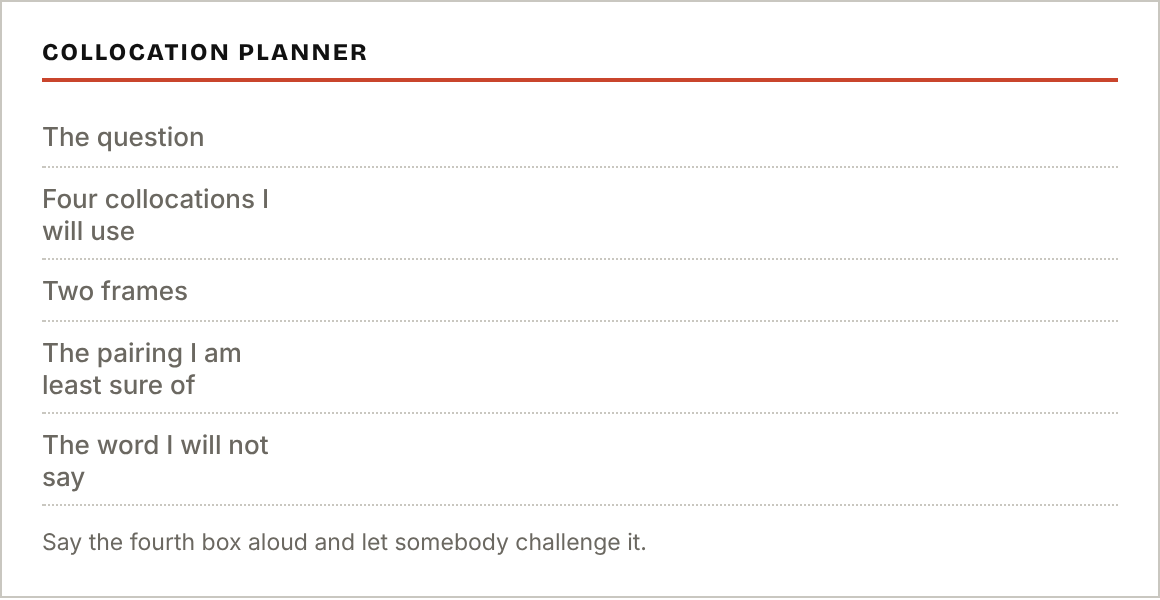 COLLOCATION PLANNER
The question
Four collocations I
will use
Two frames
The pairing I am
least sure of
The word I will not
say
Say the fourth box aloud and let somebody challenge it.